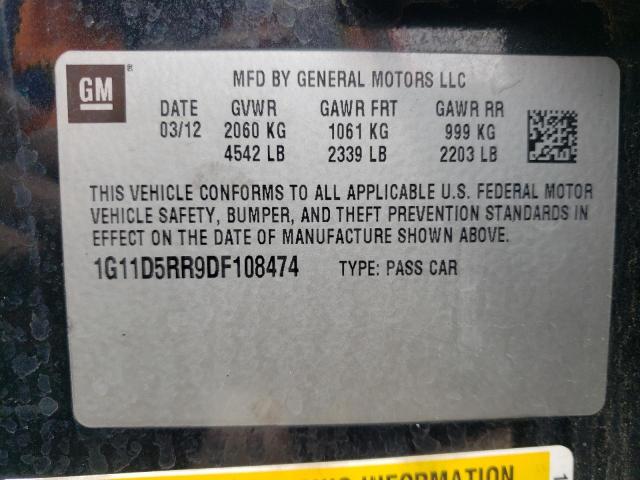 GM ®
MFD BY GENERAL MOTORS LLC
DATE GVWR GAWR FRT GAWR RR
03/12 2060 KG 1061 KG 999 KG
4542 LB 2339 LB 2203 LB
THIS VEHICLE CONFORMS TO ALL APPLICABLE U.S. FEDERAL MOTOR
VEHICLE SAFETY, BUMPER, AND THEFT PREVENTION STANDARDS IN
EFFECT ON THE DATE OF MANUFACTURE SHOWN ABOVE.
1G11D5RR9DF108474 TYPE: PASS CAR
INFORMATION